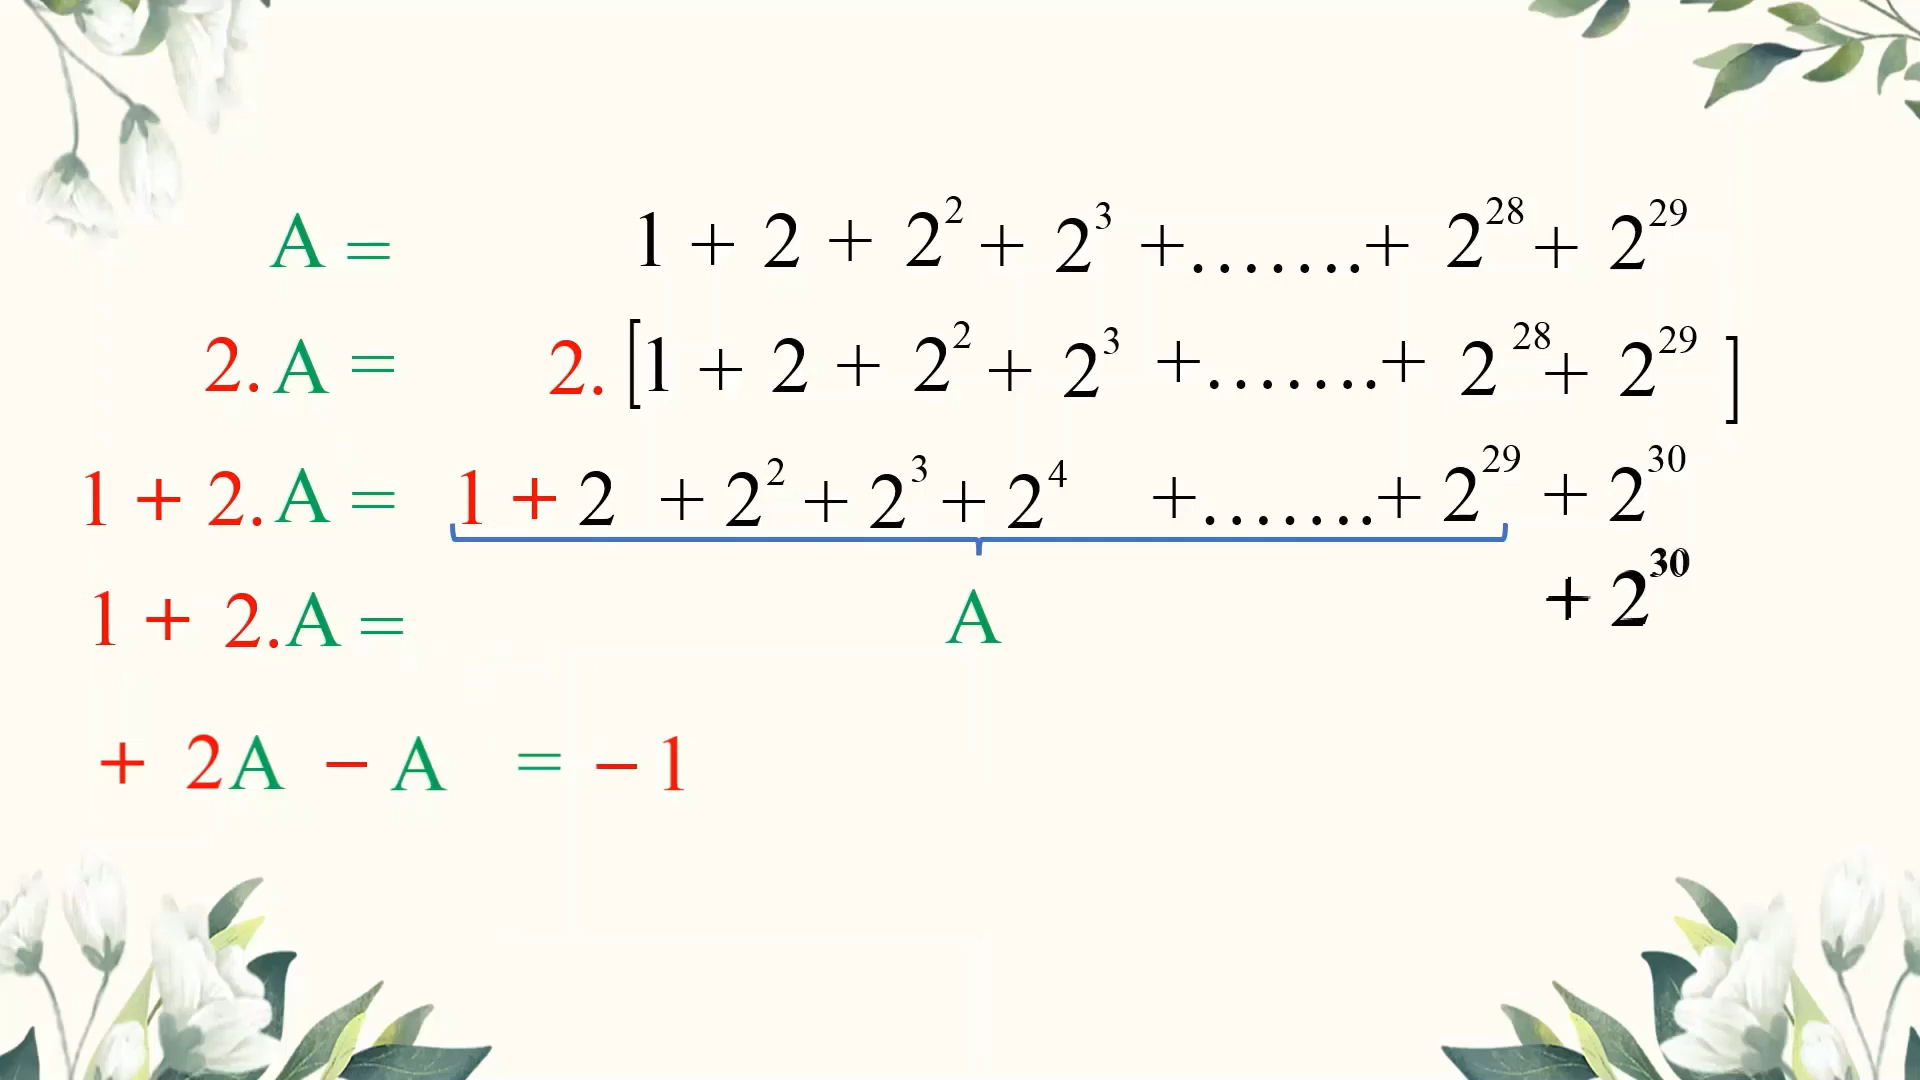 A = 1 + 2 + 2² + 2³ +.......+ 2²⁸ + 2²⁹
2.A = 2.[1 + 2 + 2² + 2³ +.......+ 2²⁸ + 2²⁹]
1 + 2.A = 1 + 2 + 2² + 2³ + 2⁴ +.......+ 2²⁹ + 2³⁰
1 + 2.A = A + 2³⁰
+ 2A − A = − 1